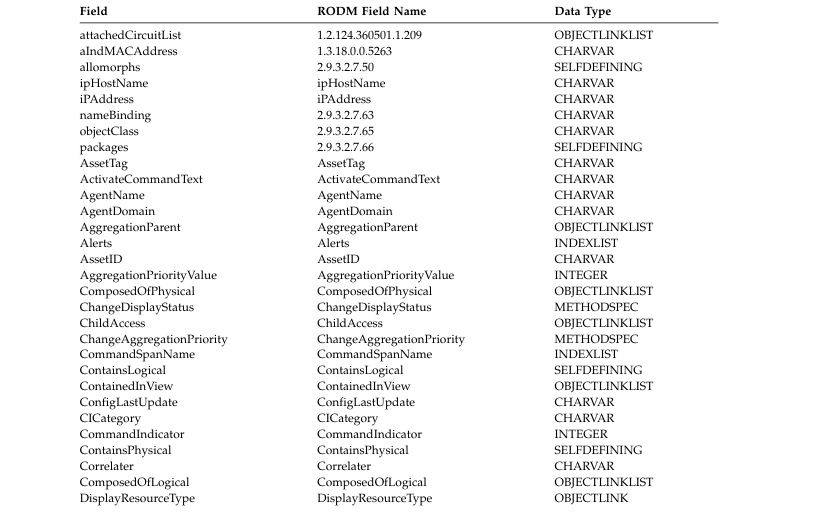 Field RODM Field Name Data Type
attachedCircuitList 1.2.124.360501.1.209 OBJECTLINKLIST
aIndMACAddress 1.3.18.0.0.5263 CHARVAR
allomorphs 2.9.3.2.7.50 SELFDEFINING
ipHostName ipHostName CHARVAR
iPAddress iPAddress CHARVAR
nameBinding 2.9.3.2.7.63 CHARVAR
objectClass 2.9.3.2.7.65 CHARVAR
packages 2.9.3.2.7.66 SELFDEFINING
AssetTag AssetTag CHARVAR
ActivateCommandText ActivateCommandText CHARVAR
AgentName AgentName CHARVAR
AgentDomain AgentDomain CHARVAR
AggregationParent AggregationParent OBJECTLINKLIST
Alerts Alerts INDEXLIST
AssetID AssetID CHARVAR
AggregationPriorityValue AggregationPriorityValue INTEGER
ComposedOfPhysical ComposedOfPhysical OBJECTLINKLIST
ChangeDisplayStatus ChangeDisplayStatus METHODSPEC
ChildAccess ChildAccess OBJECTLINKLIST
ChangeAggregationPriority ChangeAggregationPriority METHODSPEC
CommandSpanName CommandSpanName INDEXLIST
ContainsLogical ContainsLogical SELFDEFINING
ContainedInView ContainedInView OBJECTLINKLIST
ConfigLastUpdate ConfigLastUpdate CHARVAR
CICategory CICategory CHARVAR
CommandIndicator CommandIndicator INTEGER
ContainsPhysical ContainsPhysical SELFDEFINING
Correlater Correlater CHARVAR
ComposedOfLogical ComposedOfLogical OBJECTLINKLIST
DisplayResourceType DisplayResourceType OBJECTLINK